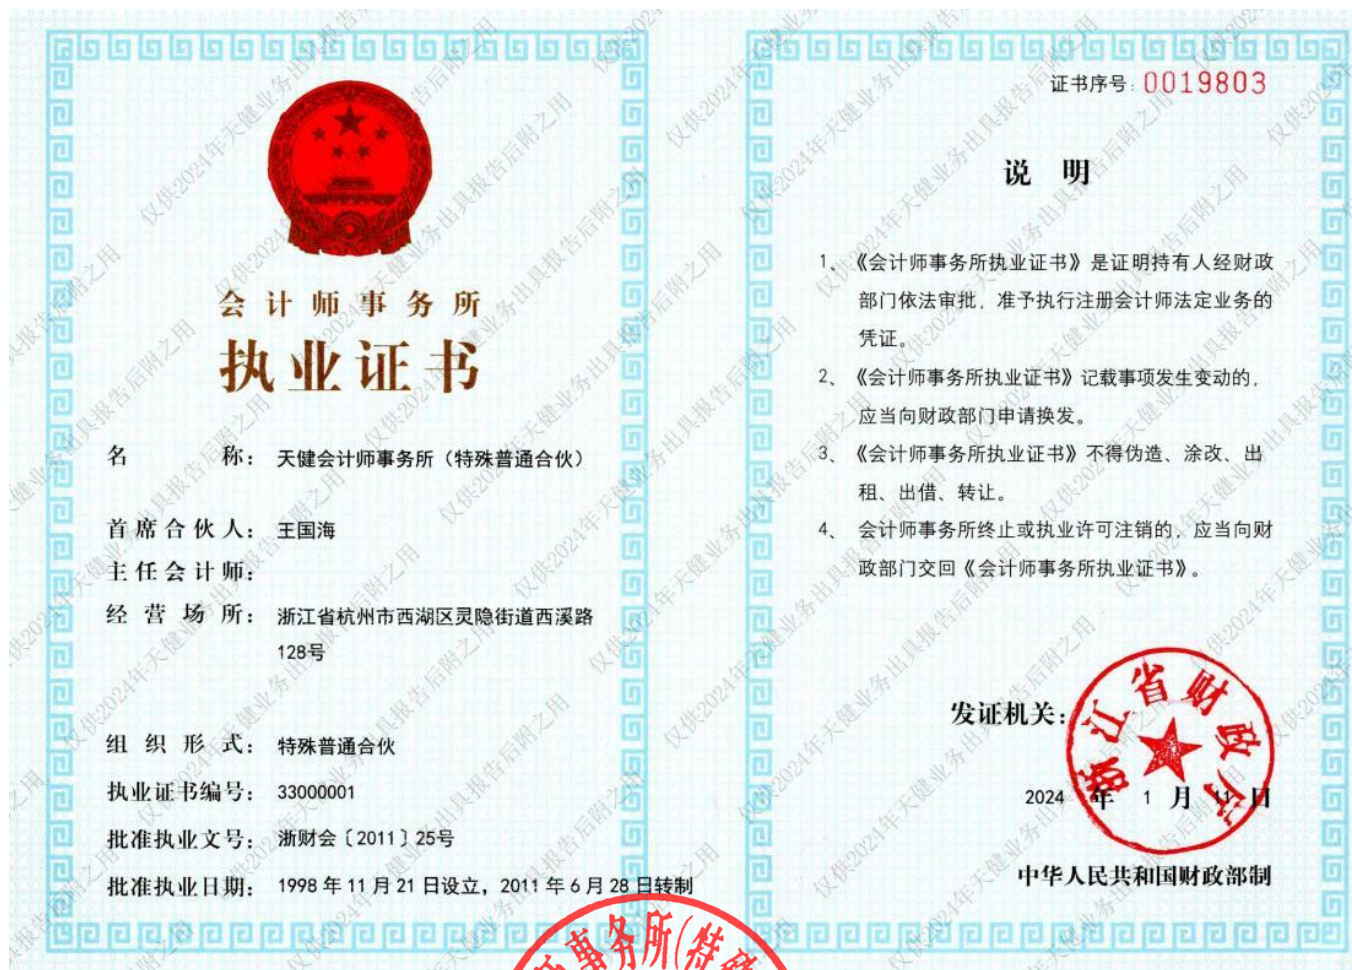 会计师事务所
执业证书
名称：天健会计师事务所（特殊普通合伙）
首席合伙人：王国海
主任会计师：
经营场所：浙江省杭州市西湖区灵隐街道西溪路
128号
组织形式：特殊普通合伙
执业证书编号：33000001
批准执业文号：浙财会〔2011〕25号
批准执业日期：1998年11月21日设立，2011年6月28日转制
事务所(特殊
证书序号：0019803
说明
1、《会计师事务所执业证书》是证明持有人经财政
部门依法审批，准予执行注册会计师法定业务的
凭证。
2、《会计师事务所执业证书》记载事项发生变动的，
应当向财政部门申请换发。
3、《会计师事务所执业证书》不得伪造、涂改、出
租、出借、转让。
4、会计师事务所终止或执业许可注销的，应当向财
政部门交回《会计师事务所执业证书》。
发证机关：
浙江省财政厅
2024年1月11日
中华人民共和国财政部制
仅供2024年天健业务出具报告后附之用